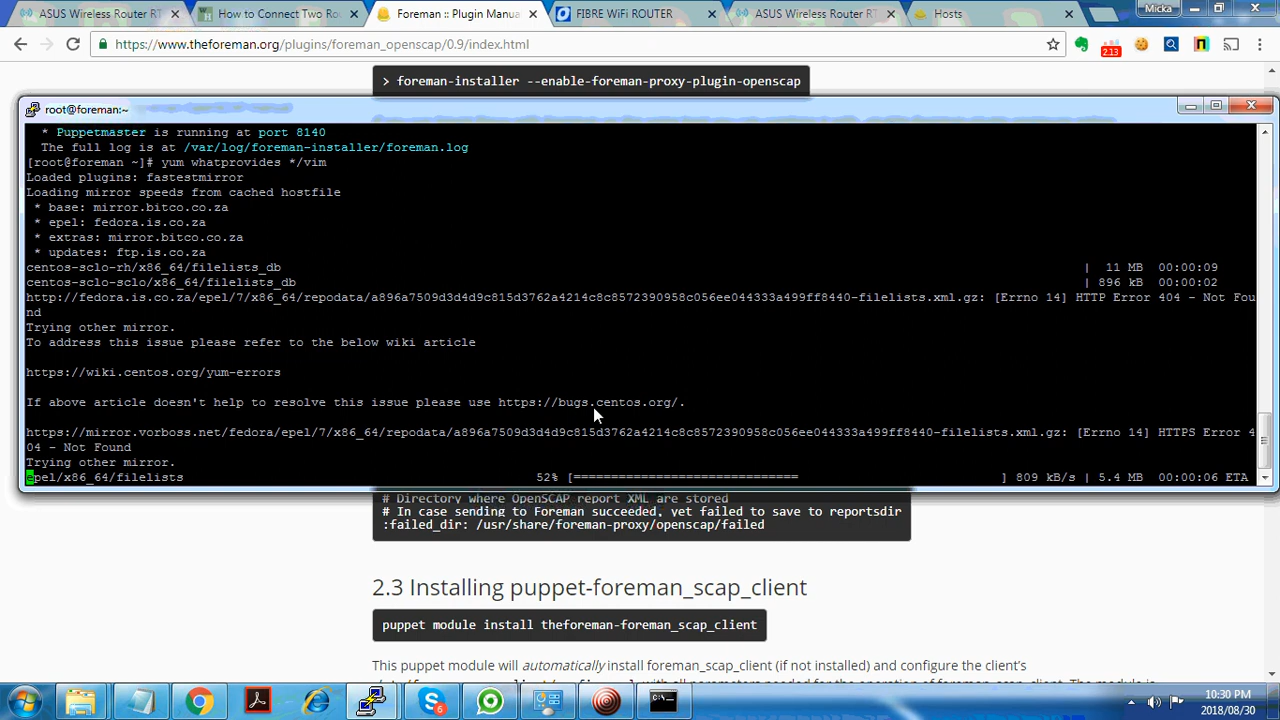 ASUS Wireless Router RT
How to Connect Two Rou
Foreman :: Plugin Manua
FIBRE WiFi ROUTER
ASUS Wireless Router RT
Hosts
Micka
https://www.theforeman.org/plugins/foreman_openscap/0.9/index.html
2.13
> foreman-installer --enable-foreman-proxy-plugin-openscap
root@foreman:~
* Puppetmaster is running at port 8140
The full log is at /var/log/foreman-installer/foreman.log
[root@foreman ~]# yum whatprovides */vim
Loaded plugins: fastestmirror
Loading mirror speeds from cached hostfile
* base: mirror.bitco.co.za
* epel: fedora.is.co.za
* extras: mirror.bitco.co.za
* updates: ftp.is.co.za
centos-sclo-rh/x86_64/filelists_db | 11 MB 00:00:09
centos-sclo-sclo/x86_64/filelists_db | 896 kB 00:00:02
http://fedora.is.co.za/epel/7/x86_64/repodata/a896a7509d3d4d9c815d3762a4214c8c8572390958c056ee044333a499ff8440-filelists.xml.gz: [Errno 14] HTTP Error 404 - Not Fou
nd
Trying other mirror.
To address this issue please refer to the below wiki article
https://wiki.centos.org/yum-errors
If above article doesn't help to resolve this issue please use https://bugs.centos.org/.
https://mirror.vorboss.net/fedora/epel/7/x86_64/repodata/a896a7509d3d4d9c815d3762a4214c8c8572390958c056ee044333a499ff8440-filelists.xml.gz: [Errno 14] HTTPS Error 4
04 - Not Found
Trying other mirror.
epel/x86_64/filelists 52% [=========================== ] 809 kB/s | 5.4 MB 00:00:06 ETA
# Directory where OpenSCAP report XML are stored
# In case sending to Foreman succeeded, yet failed to save to reportsdir
:failed_dir: /usr/share/foreman-proxy/openscap/failed
2.3 Installing puppet-foreman_scap_client
puppet module install theforeman-foreman_scap_client
This puppet module will automatically install foreman_scap_client (if not installed) and configure the client's
6
10:30 PM
2018/08/30